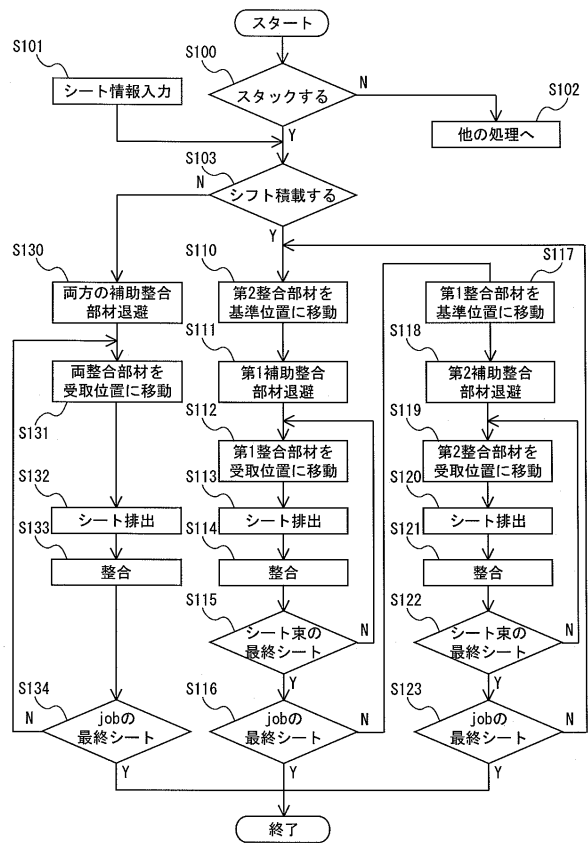 スタート
S100
スタックする
N
Y
S101
シート情報入力
S102
他の処理へ
S103
シフト積載する
N
Y
S130
両方の補助整合
部材退避
S131
両整合部材を
受取位置に移動
S132
シート排出
S133
整合
S134
jobの
最終シート
N
Y
S110
第2整合部材を
基準位置に移動
S111
第1補助整合
部材退避
S112
第1整合部材を
受取位置に移動
S113
シート排出
S114
整合
S115
シート束の
最終シート
N
Y
S116
jobの
最終シート
N
Y
S117
第1整合部材を
基準位置に移動
S118
第2補助整合
部材退避
S119
第2整合部材を
受取位置に移動
S120
シート排出
S121
整合
S122
シート束の
最終シート
N
Y
S123
jobの
最終シート
N
Y
終了